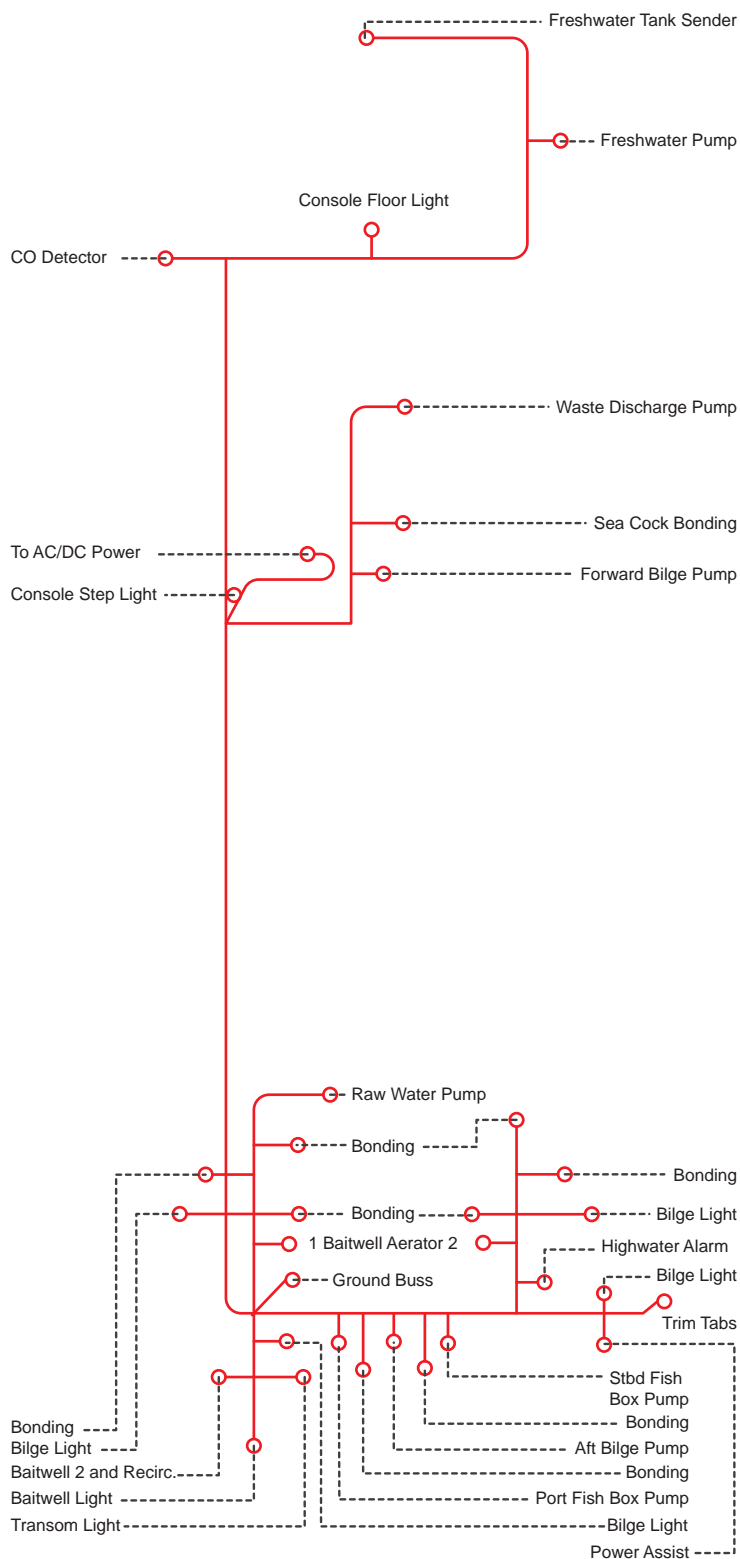 Freshwater Tank Sender
Freshwater Pump
Console Floor Light
CO Detector
Waste Discharge Pump
Sea Cock Bonding
To AC/DC Power
Forward Bilge Pump
Console Step Light
Raw Water Pump
Bonding
Bonding
Bonding
Bilge Light
1 Baitwell Aerator 2
Highwater Alarm
Ground Buss
Bilge Light
Trim Tabs
Stbd Fish
Box Pump
Bonding
Bonding
Bilge Light
Aft Bilge Pump
Baitwell 2 and Recirc.
Bonding
Baitwell Light
Port Fish Box Pump
Transom Light
Bilge Light
Power Assist